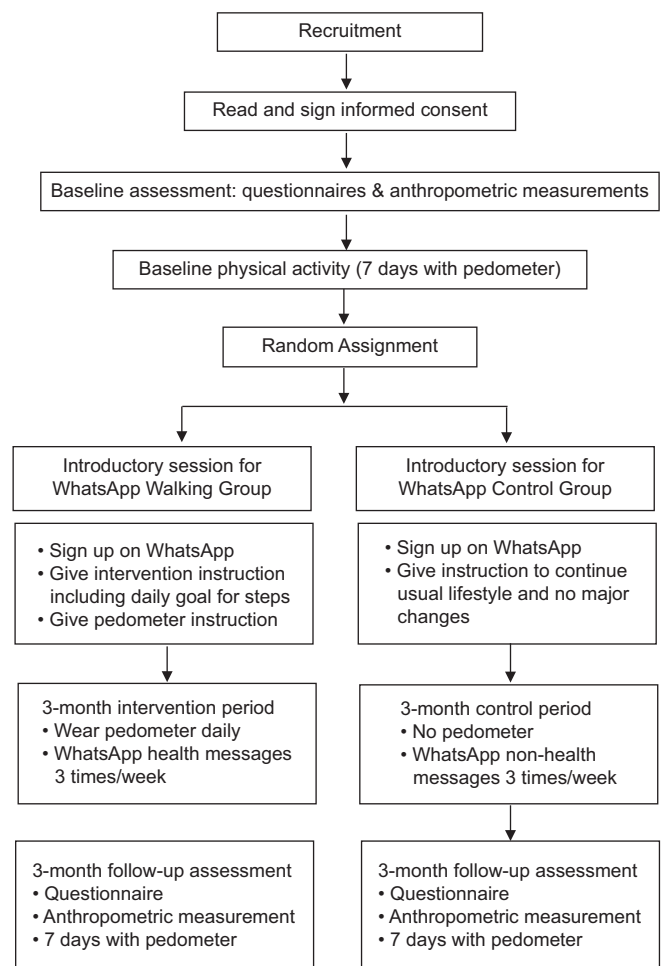 Recruitment
Read and sign informed consent
Baseline assessment: questionnaires & anthropometric measurements
Baseline physical activity (7 days with pedometer)
Random Assignment
Introductory session for
WhatsApp Walking Group
• Sign up on WhatsApp
• Give intervention instruction
including daily goal for steps
• Give pedometer instruction
3-month intervention period
• Wear pedometer daily
• WhatsApp health messages
3 times/week
3-month follow-up assessment
• Questionnaire
• Anthropometric measurement
• 7 days with pedometer
Introductory session for
WhatsApp Control Group
• Sign up on WhatsApp
• Give instruction to continue
usual lifestyle and no major
changes
3-month control period
• No pedometer
• WhatsApp non-health
messages 3 times/week
3-month follow-up assessment
• Questionnaire
• Anthropometric measurement
• 7 days with pedometer